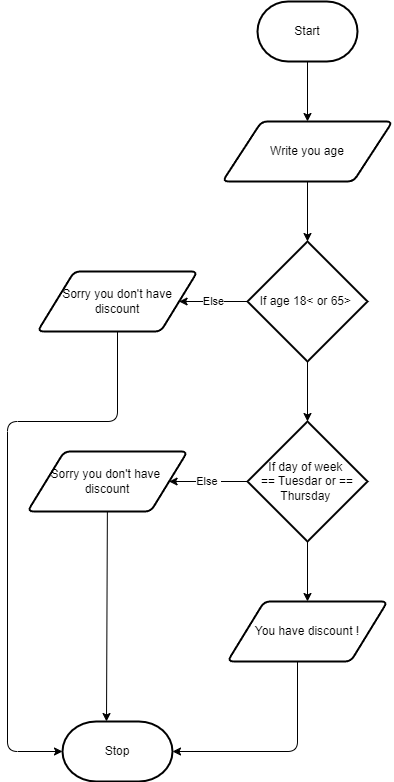 Start
Write you age
If age 18< or 65>
Else
Sorry you don't have
discount
If day of week
== Tuesdar or ==
Thursday
Else
Sorry you don't have
discount
You have discount !
Stop